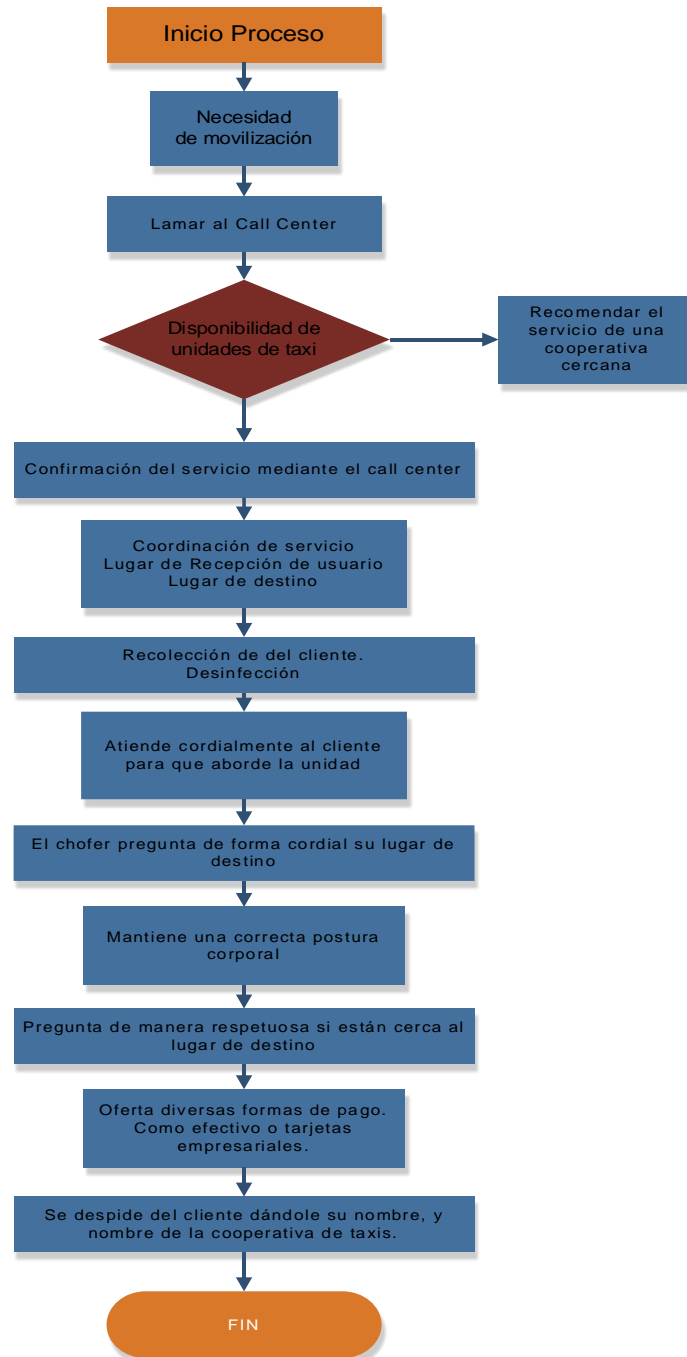 Inicio Proceso
Necesidad
de movilización
Lamar al Call Center
Disponibilidad de
unidades de taxi
Recomendar el
servicio de una
cooperativa
cercana
Confirmación del servicio mediante el call center
Coordinación de servicio
Lugar de Recepción de usuario
Lugar de destino
Recolección de del cliente.
Desinfección
Atiende cordialmente al cliente
para que aborde la unidad
El chofer pregunta de forma cordial su lugar de
destino
Mantiene una correcta postura
corporal
Pregunta de manera respetuosa si están cerca al
lugar de destino
Oferta diversas formas de pago.
Como efectivo o tarjetas
empresariales.
Se despide del cliente dándole su nombre, y
nombre de la cooperativa de taxis.
FIN